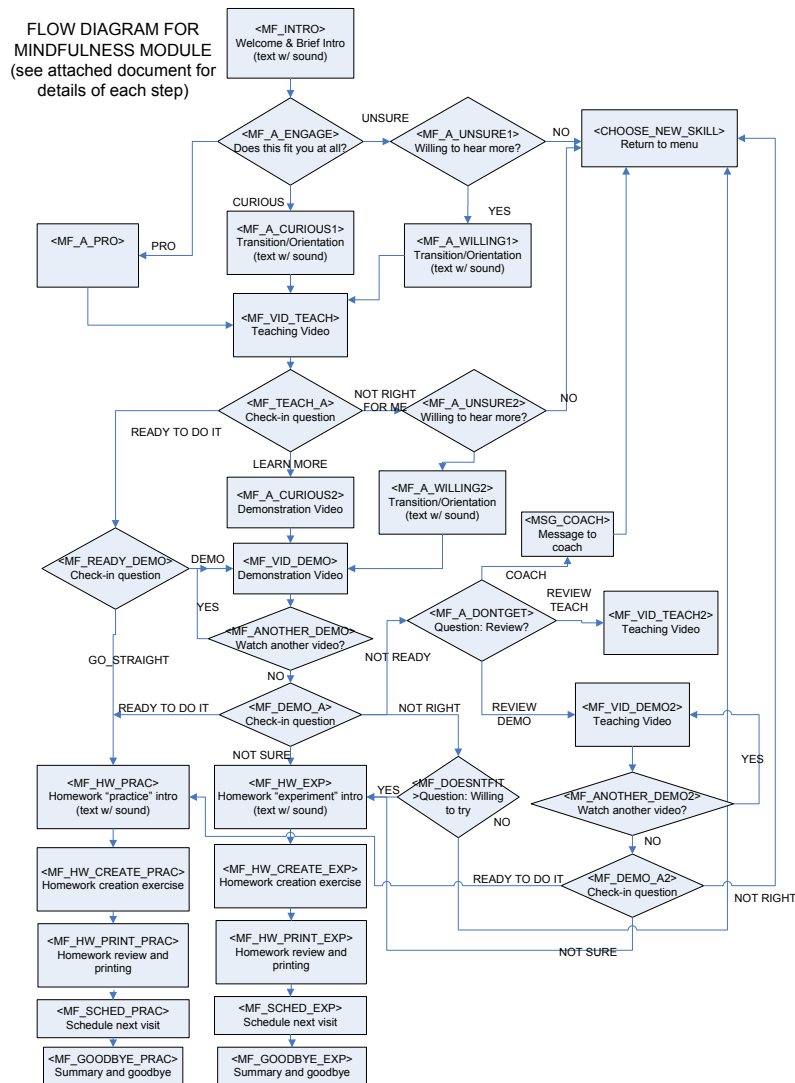 FLOW DIAGRAM FOR
MINDFULNESS MODULE
(see attached document for
details of each step)
<MF_INTRO>
Welcome & Brief Intro
(text w/ sound)
UNSURE
<MF_A_ENGAGE>
Does this fit you at all?
<MF_A_UNSURE1>
Willing to hear more?
NO
<CHOOSE_NEW_SKILL>
Return to menu
CURIOUS
YES
<MF_A_PRO>
PRO
<MF_A_CURIOUS1>
Transition/Orientation
(text w/ sound)
<MF_A_WILLING1>
Transition/Orientation
(text w/ sound)
<MF_VID_TEACH>
Teaching Video
<MF_TEACH_A>
Check-in question
NOT RIGHT
FOR ME
<MF_A_UNSURE2>
Willing to hear more?
NO
READY TO DO IT
LEARN MORE
<MF_A_CURIOUS2>
Demonstration Video
<MF_A_WILLING2>
Transition/Orientation
(text w/ sound)
<MSG_COACH>
Message to
coach
<MF_READY_DEMO>
Check-in question
DEMO
<MF_VID_DEMO>
Demonstration Video
COACH
YES
<MF_A_DONTGET>
Question: Review?
REVIEW
TEACH
<MF_VID_TEACH2>
Teaching Video
<MF_ANOTHER_DEMO>
Watch another video?
GO_STRAIGHT
NOT READY
NO
<MF_DEMO_A>
Check-in question
READY TO DO IT
NOT RIGHT
REVIEW
DEMO
<MF_VID_DEMO2>
Teaching Video
NOT SURE
YES
<MF_HW_PRAC>
Homework “practice” intro
(text w/ sound)
<MF_HW_EXP>
Homework “experiment” intro
(text w/ sound)
YES
<MF_DOESNTFIT
>Question: Willing
to try
NO
<MF_ANOTHER_DEMO2>
Watch another video?
NO
<MF_HW_CREATE_PRAC>
Homework creation exercise
<MF_HW_CREATE_EXP>
Homework creation exercise
READY TO DO IT
<MF_DEMO_A2>
Check-in question
NOT RIGHT
NOT SURE
<MF_HW_PRINT_PRAC>
Homework review and
printing
<MF_HW_PRINT_EXP>
Homework review and
printing
<MF_SCHED_PRAC>
Schedule next visit
<MF_SCHED_EXP>
Schedule next visit
<MF_GOODBYE_PRAC>
Summary and goodbye
<MF_GOODBYE_EXP>
Summary and goodbye